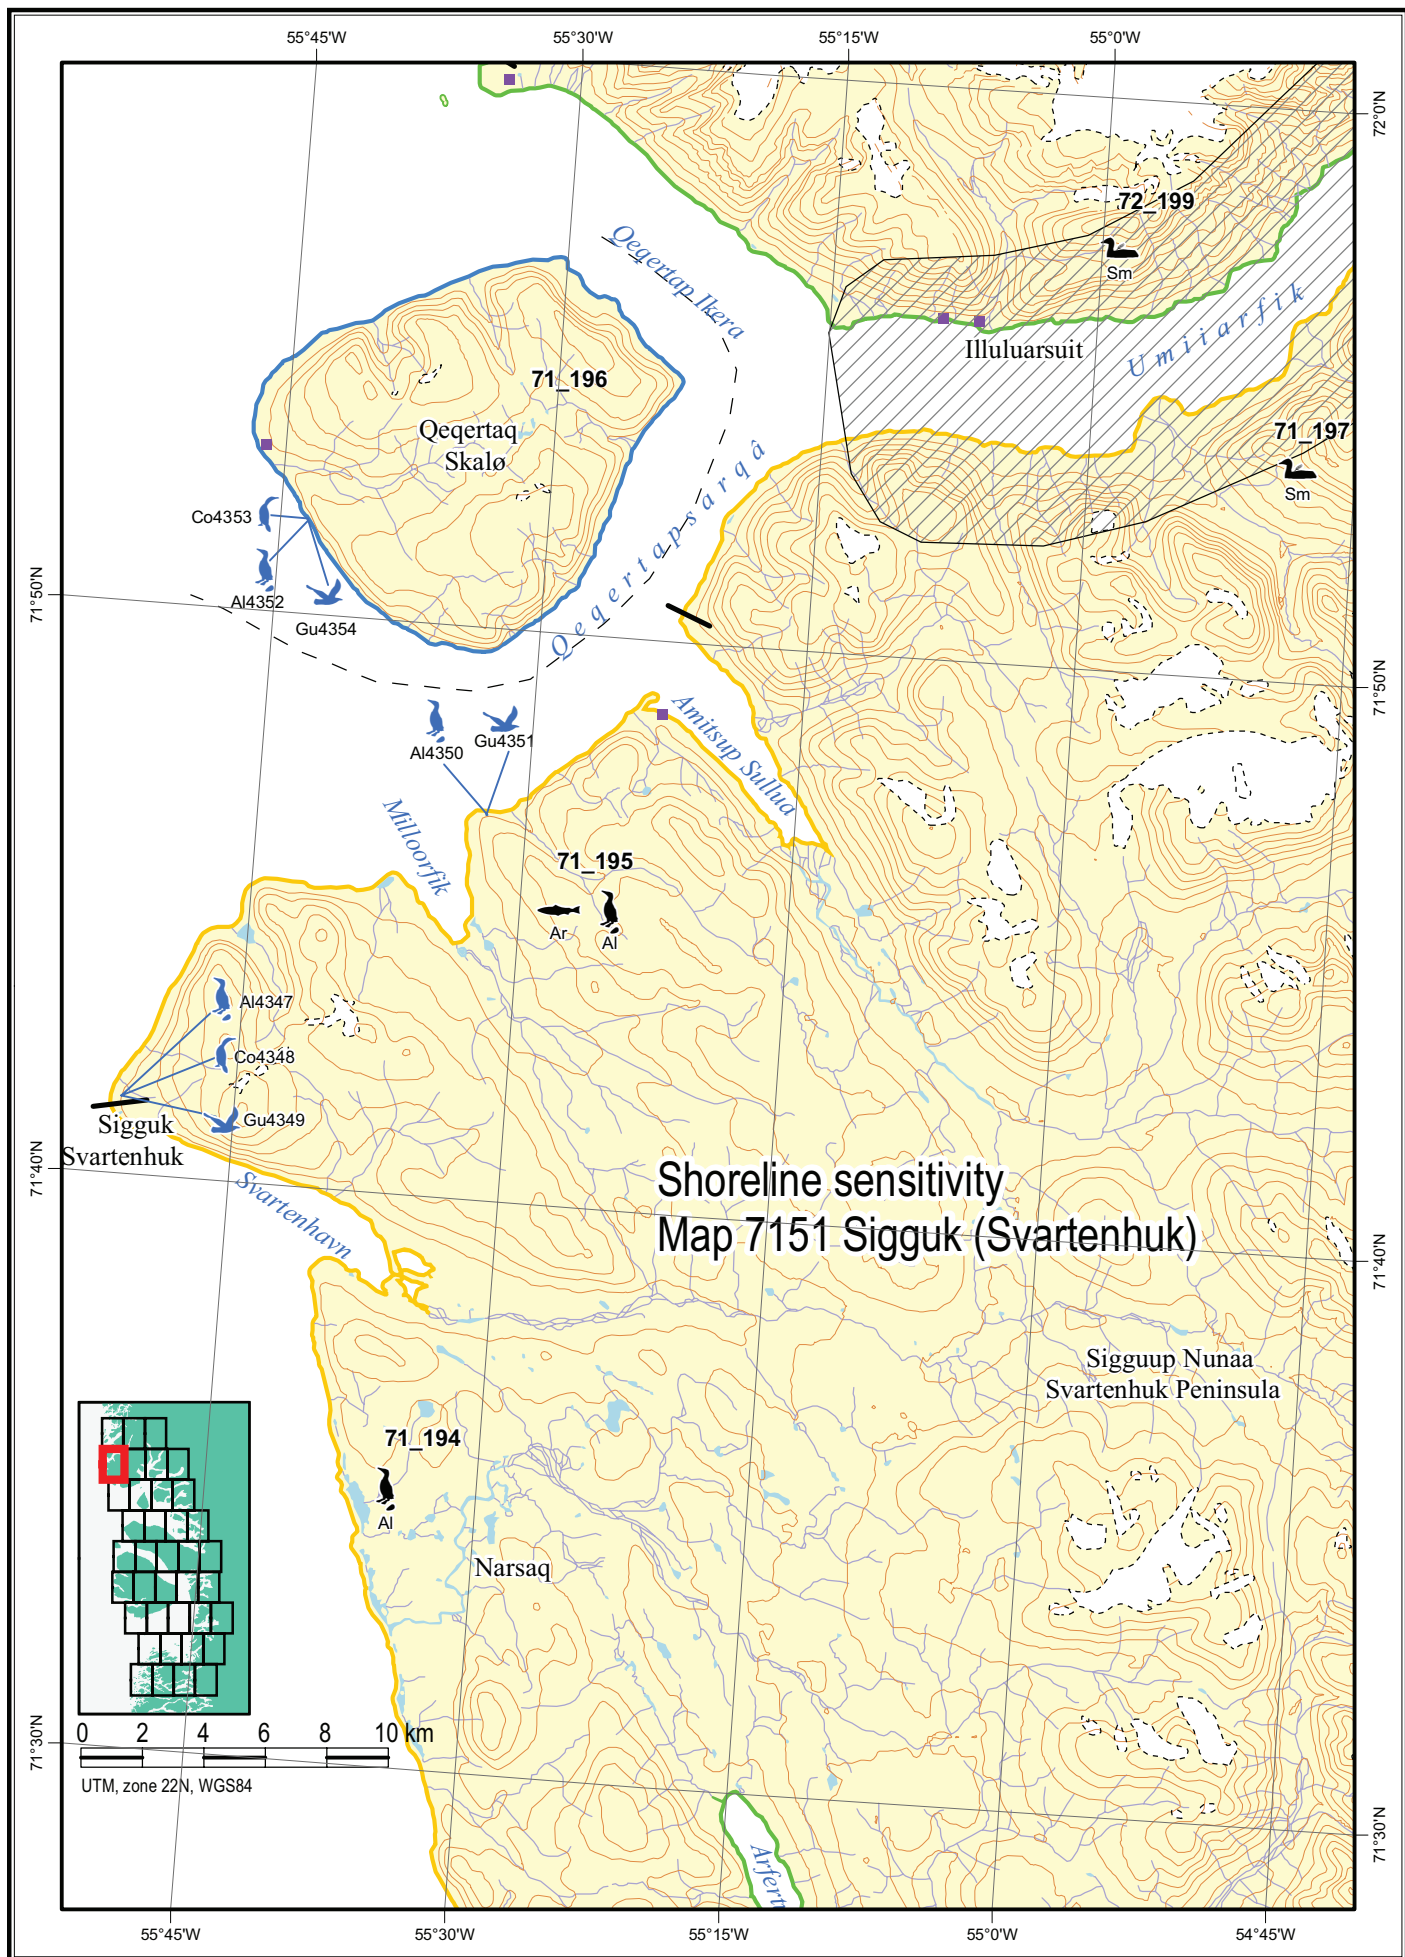 55°45'W
55°30'W
55°15'W
55°0'W
72°0'N
72_199
Sm
Qeqertap Ikera
Illuluarsuit
Umiiarfik
71_196
Qeqertaq
Skalø
71_197
Sm
Qeqertapsarqâ
Co4353
Al4352
Gu4354
71°50'N
71°50'N
Al4350
Gu4351
Amitsup Sullua
Milloorfik
71_195
Ar
Al
Al4347
Co4348
Gu4349
Sigguk
Svartenhuk
71°40'N
Svartenhavn
Shoreline sensitivity
Map 7151 Sigguk (Svartenhuk)
71°40'N
Sigguup Nunaa
Svartenhuk Peninsula
71_194
Al
Narsaq
0 2 4 6 8 10 km
UTM, zone 22N, WGS84
71°30'N
71°30'N
Arfert
55°45'W
55°30'W
55°15'W
55°0'W
54°45'W